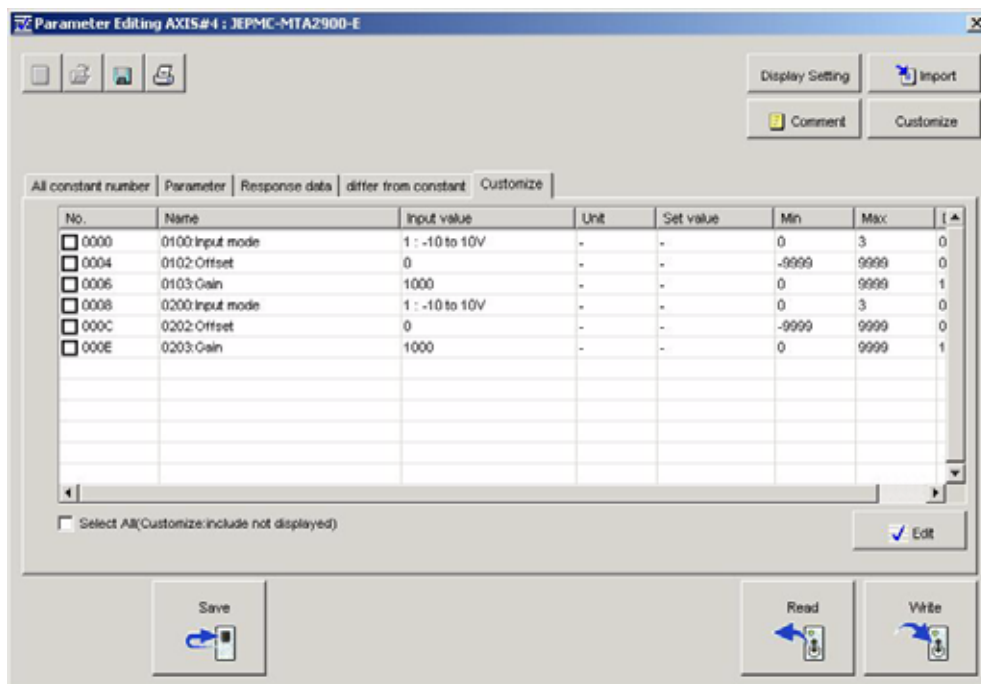 Parameter Editing AXIS#4 : JEPMC-MTA2900-E
Display Setting
Import
Comment
Customize
All constant number Parameter Response data differ from constant Customize
No. Name Input value Unit Set value Min Max
0000 0100:Input mode 1 : -10 to 10V - - 0 3 0
0004 0102:Offset 0 - - -9999 9999 0
0006 0103:Gain 1000 - - 0 9999 1
0008 0200:Input mode 1 : -10 to 10V - - 0 3 0
000C 0202:Offset 0 - - -9999 9999 0
000E 0203:Gain 1000 - - 0 9999 1
Select All(Customize:include not displayed)
Edit
Save
Read
Write